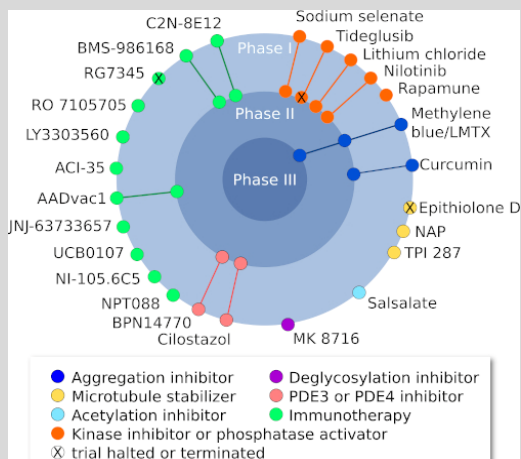 C2N-8E12
BMS-986168
RG7345
RO 7105705
LY3303560
ACI-35
AADvac1
JNJ-63733657
UCB0107
NI-105.6C5
NPT088
BPN14770
Cilostazol
MK 8716
Salsalate
TPI 287
NAP
Epithiolone D
Curcumin
Methylene
blue/LMTX
Rapamune
Nilotinib
Lithium chloride
Tideglusib
Sodium selenate
Phase I
Phase II
Phase III
X
X
X
Aggregation inhibitor
Microtubule stabilizer
Acetylation inhibitor
Kinase inhibitor or phosphatase activator
X trial halted or terminated
Deglycosylation inhibitor
PDE3 or PDE4 inhibitor
Immunotherapy